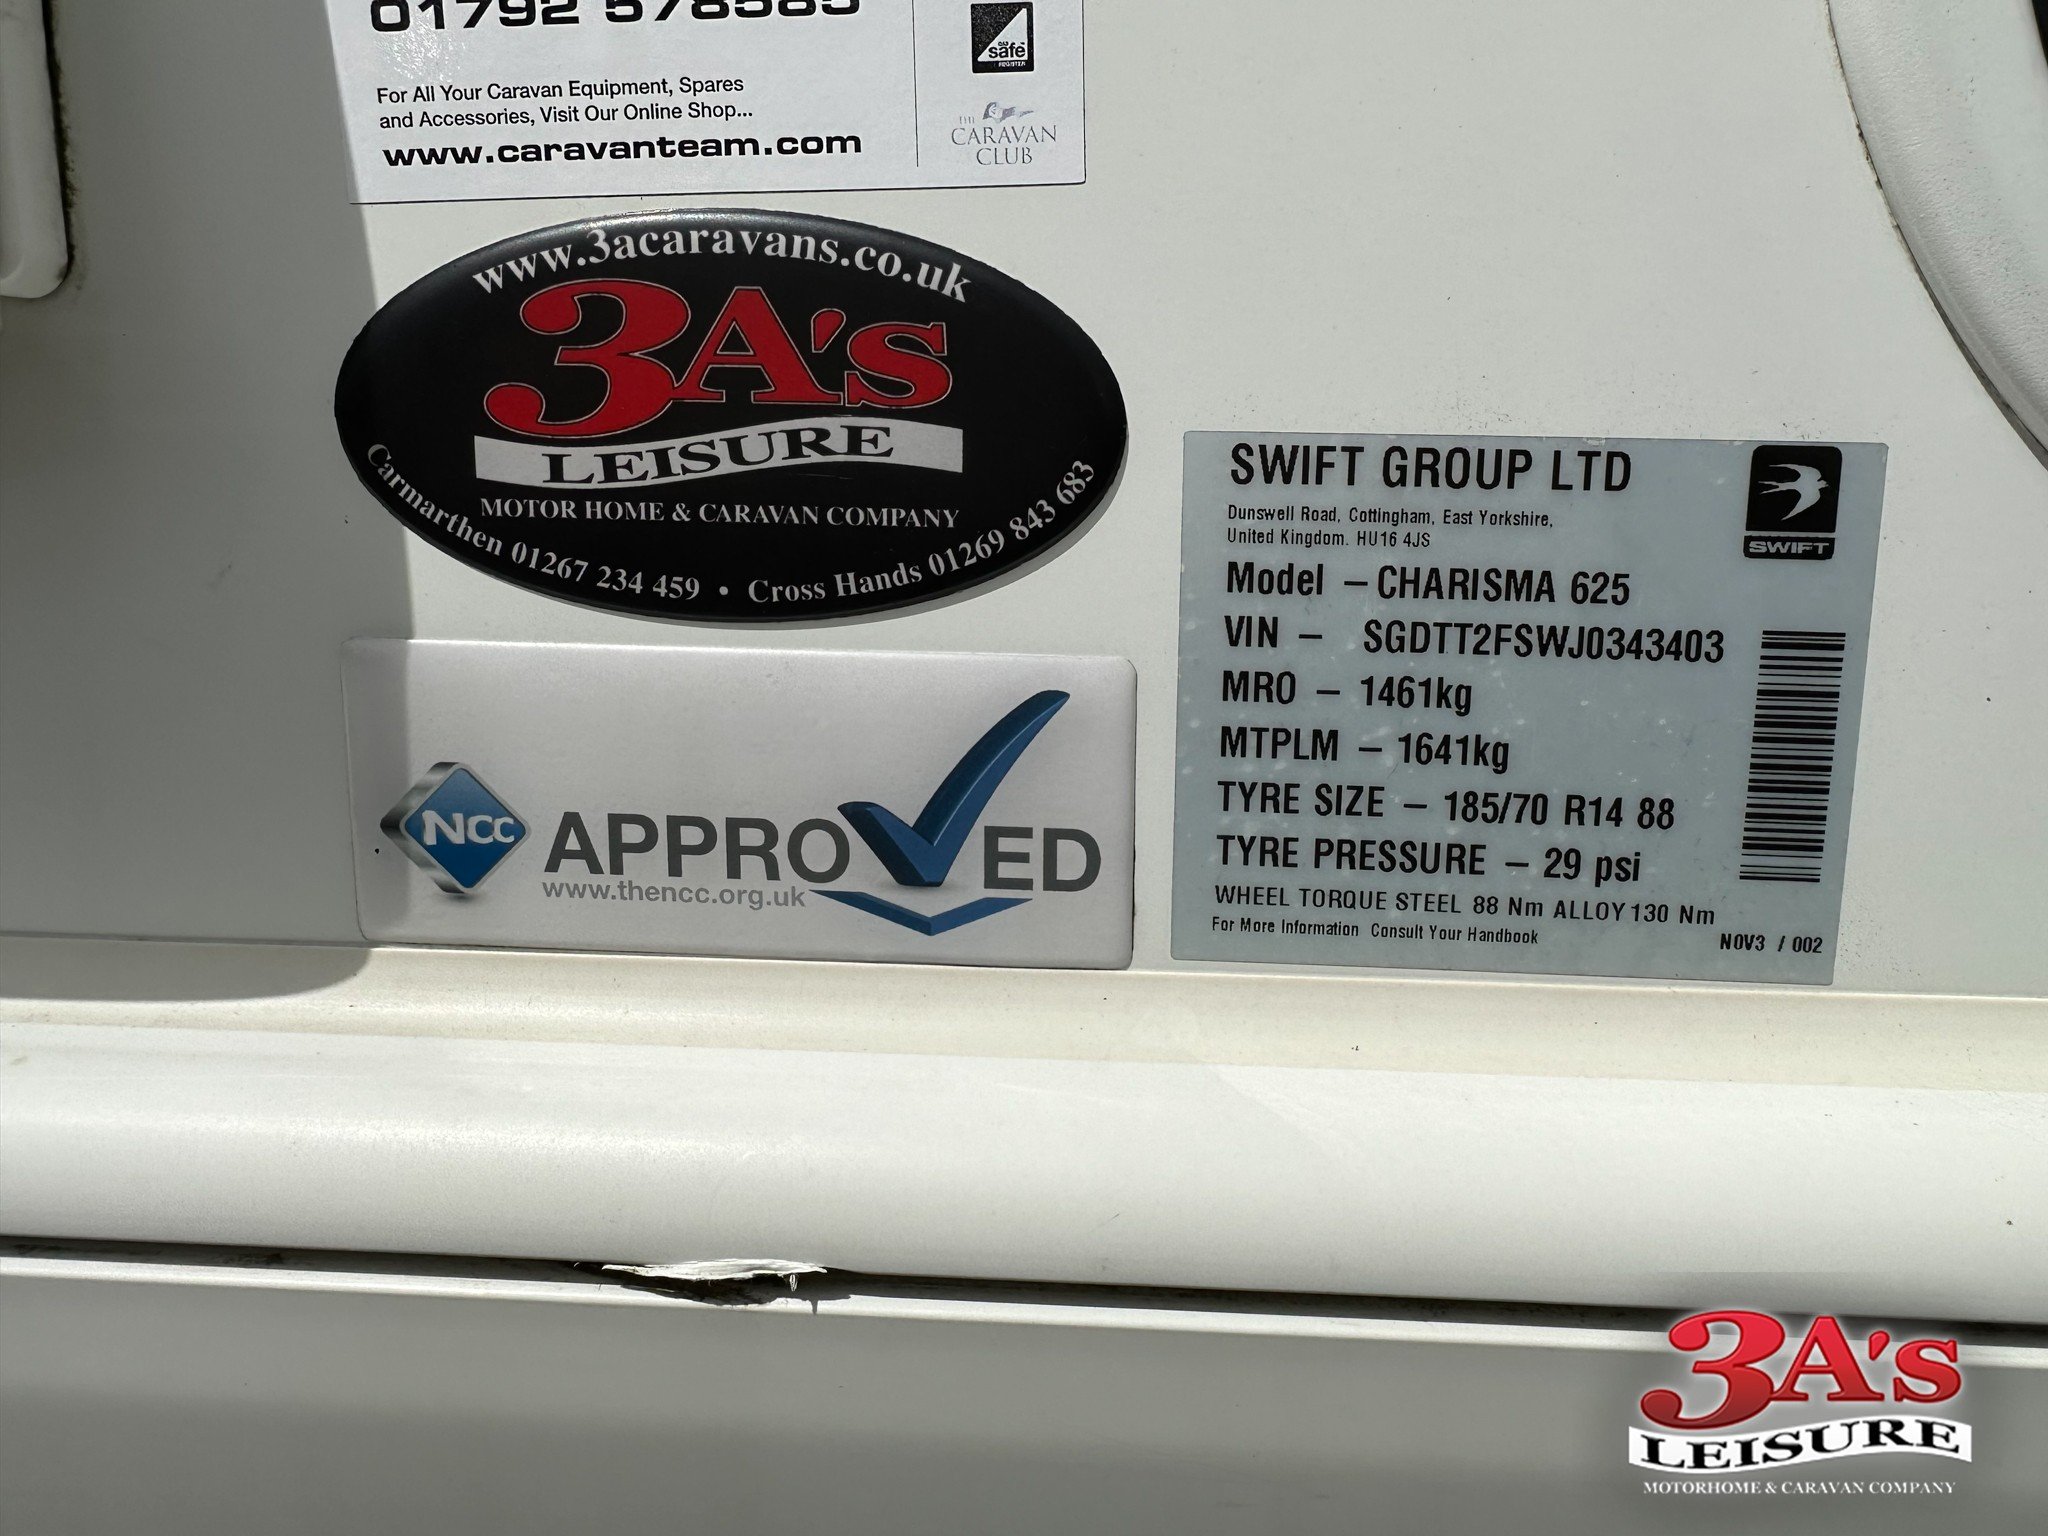 01792 578585
For All Your Caravan Equipment, Spares
and Accessories, Visit Our Online Shop...
www.caravanteam.com
safe
REGISTER
THE
CARAVAN
CLUB
www.3acaravans.co.uk
3A's
LEISURE
MOTOR HOME & CARAVAN COMPANY
Carmarthen 01267 234 459 • Cross Hands 01269 843 683
NCC APPROVED
www.thencc.org.uk
SWIFT GROUP LTD
Dunswell Road, Cottingham, East Yorkshire,
United Kingdom. HU16 4JS
SWIFT
Model – CHARISMA 625
VIN – SGDTT2FSWJ0343403
MRO – 1461kg
MTPLM – 1641kg
TYRE SIZE – 185/70 R14 88
TYRE PRESSURE – 29 psi
WHEEL TORQUE STEEL 88 Nm ALLOY 130 Nm
For More Information Consult Your Handbook
NOV3 / 002
3A's
LEISURE
MOTORHOME & CARAVAN COMPANY